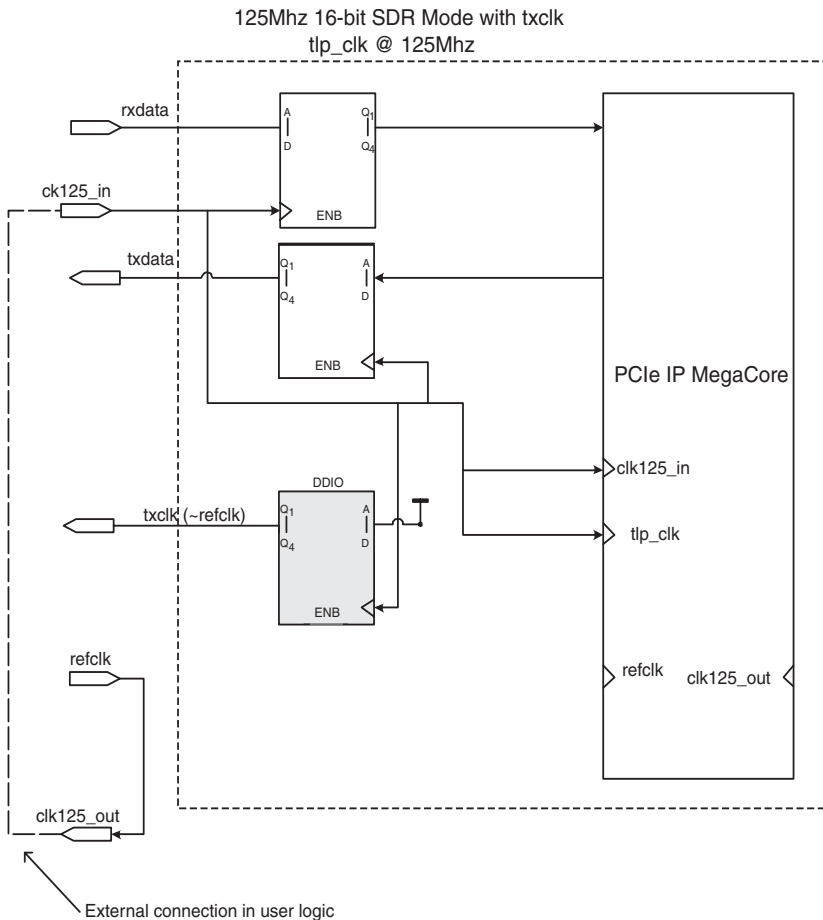 125Mhz 16-bit SDR Mode with txclk
tlp_clk @ 125Mhz
rxdata
A
D
Q1
Q4
ENB
ck125_in
txdata
Q1
Q4
A
D
ENB
PCIe IP MegaCore
clk125_in
DDIO
txclk (~refclk)
Q1
Q4
A
D
ENB
tlp_clk
refclk
refclk
clk125_out
clk125_out
External connection in user logic